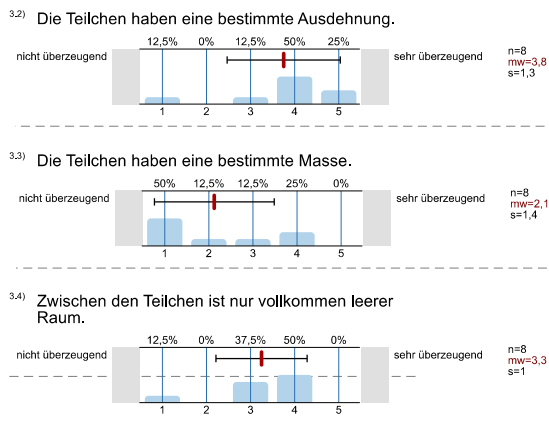 3.2) Die Teilchen haben eine bestimmte Ausdehnung.
12,5% 0% 12,5% 50% 25%
nicht überzeugend sehr überzeugend n=8
mw=3,8
s=1,3
1 2 3 4 5
3.3) Die Teilchen haben eine bestimmte Masse.
50% 12,5% 12,5% 25% 0%
nicht überzeugend sehr überzeugend n=8
mw=2,1
s=1,4
1 2 3 4 5
3.4) Zwischen den Teilchen ist nur vollkommen leerer
Raum.
12,5% 0% 37,5% 50% 0%
nicht überzeugend sehr überzeugend n=8
mw=3,3
s=1
1 2 3 4 5